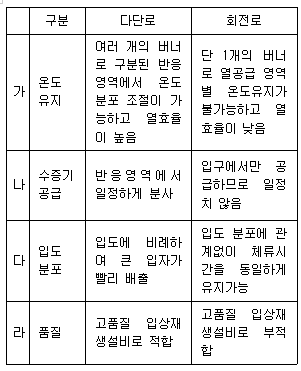 구분 다단로 회전로
가 온도 유지
여러 개의 버너
로 구분된 반응
영역에서 온도
분포 조절이 가
능하고 열효율
이 높음
단 1개의 버너
로 열공급 영역
별 온도유지가
불가능하고 열
효율이 낮음
나 수증기 공급
반응영역에서
일정하게 분사
입구에서만 공
급하므로 일정
치 않음
다 입도 분포
입도에 비례하
여 큰 입자가
빨리 배출
입도 분포에 관
계없이 체류시
간을 동일하게
유지가능
라 품질
고품질 입상재
생설비로 적합
고품질 입상재
생설비로 부적
합